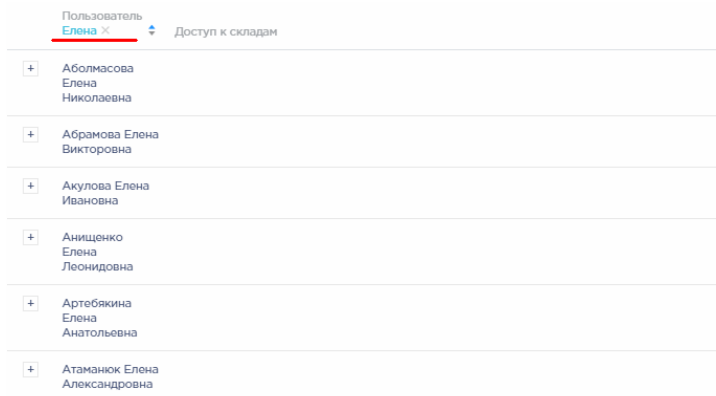 Пользователь
Елена ×
Доступ к складам
+ Аболмасова
Елена
Николаевна
+ Абрамова Елена
Викторовна
+ Акулова Елена
Ивановна
+ Анищенко
Елена
Леонидовна
+ Артебякина
Елена
Анатольевна
+ Атаманюк Елена
Александровна